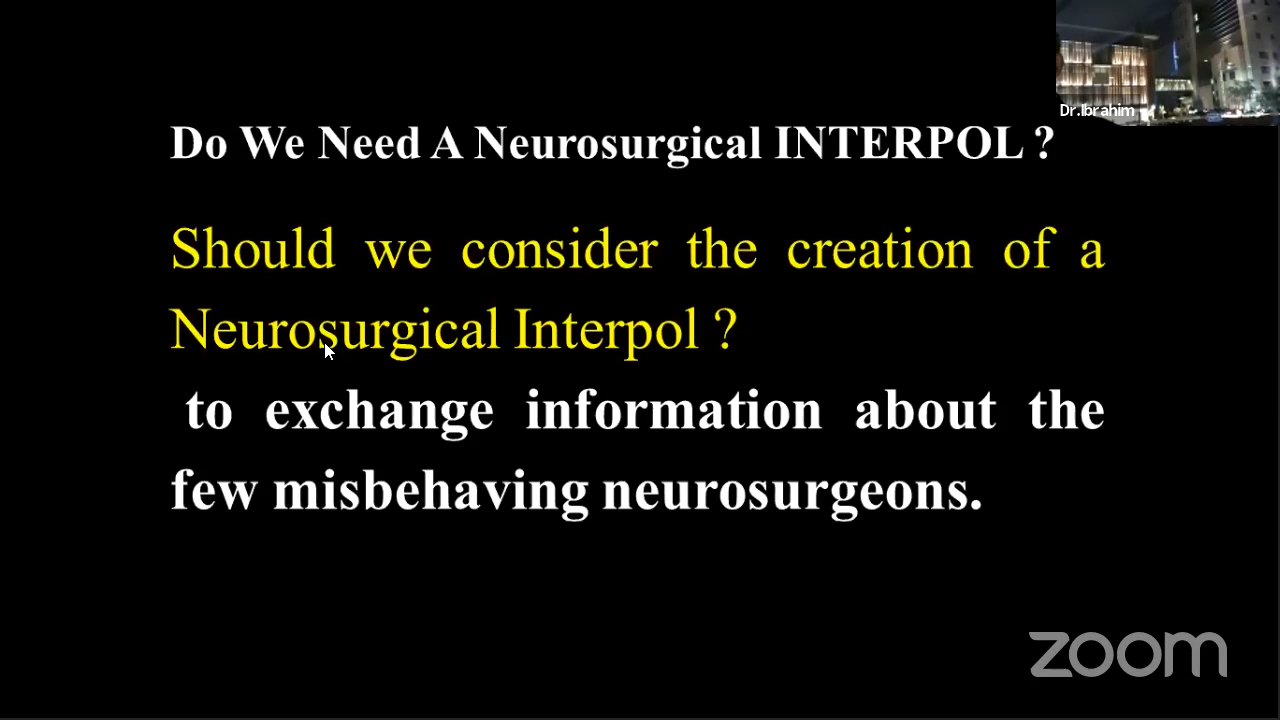 Dr.Ibrahim
Do We Need A Neurosurgical INTERPOL ?
Should we consider the creation of a
Neurosurgical Interpol ?
to exchange information about the
few misbehaving neurosurgeons.
zoom